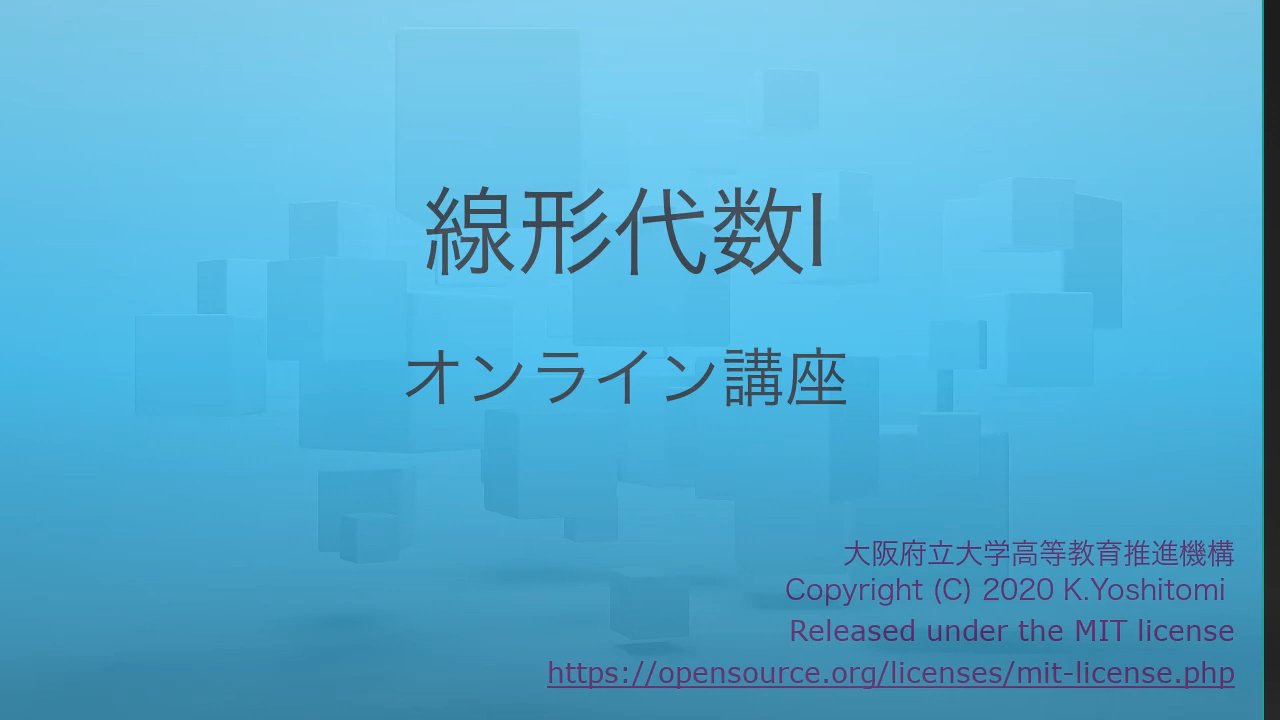 線形代数I
オンライン講座
大阪府立大学高等教育推進機構
Copyright (C) 2020 K.Yoshitomi
Released under the MIT license
https://opensource.org/licenses/mit-license.php